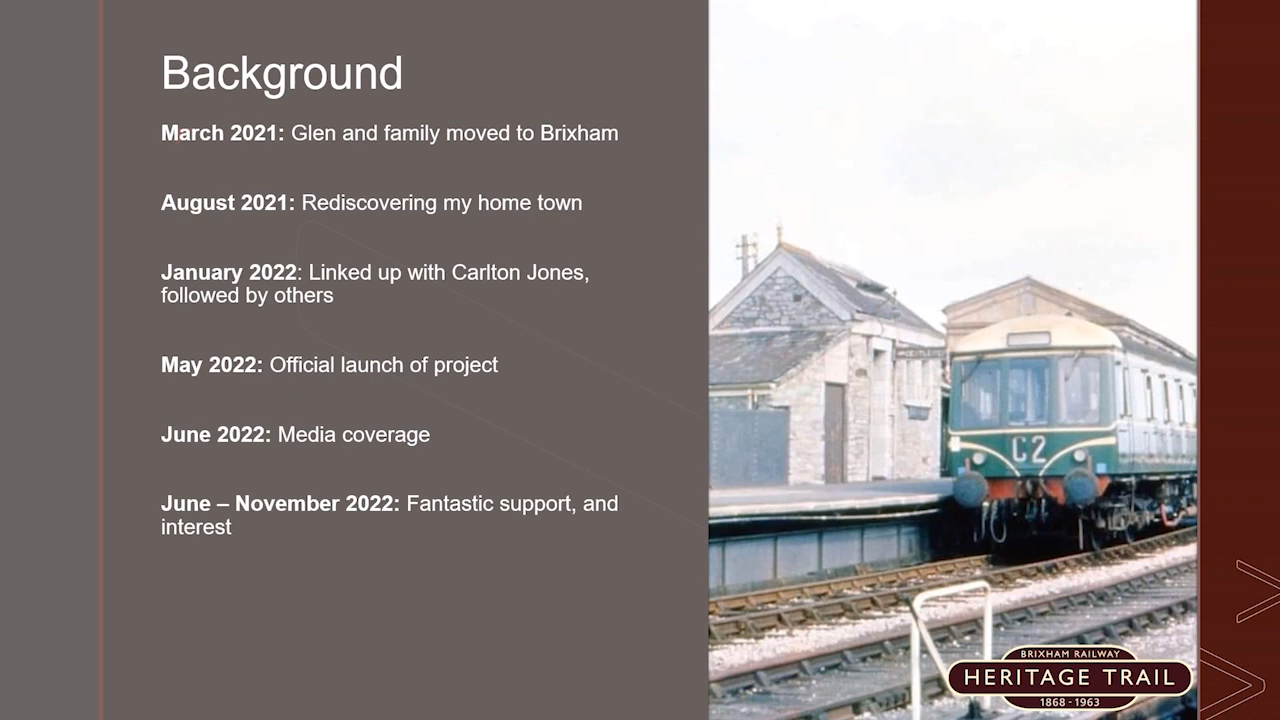 Background
March 2021: Glen and family moved to Brixham
August 2021: Rediscovering my home town
January 2022: Linked up with Carlton Jones,
followed by others
May 2022: Official launch of project
June 2022: Media coverage
June – November 2022: Fantastic support, and
interest
C2
BRIXHAM RAILWAY
HERITAGE TRAIL
1868 - 1963